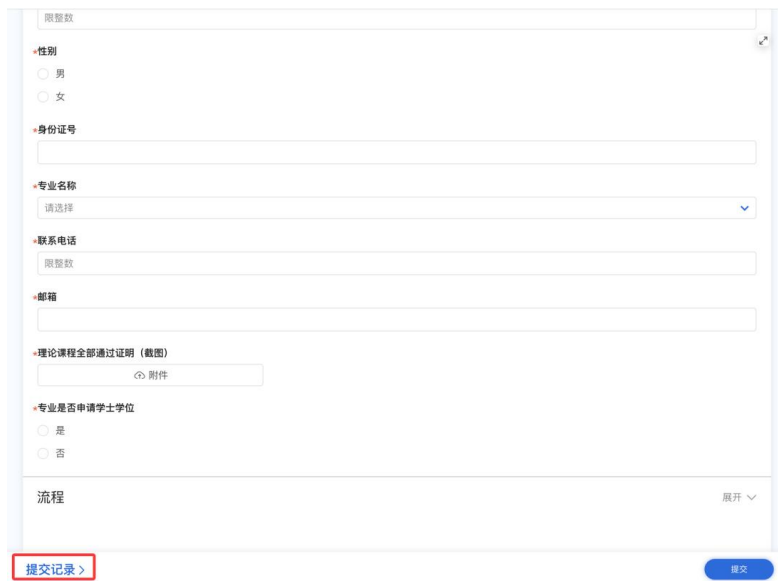 限整数
*性别
男
女
*身份证号
*专业名称
请选择
*联系电话
限整数
*邮箱
*理论课程全部通过证明（截图）
附件
*专业是否申请学士学位
是
否
流程
展开
提交记录 >
提交